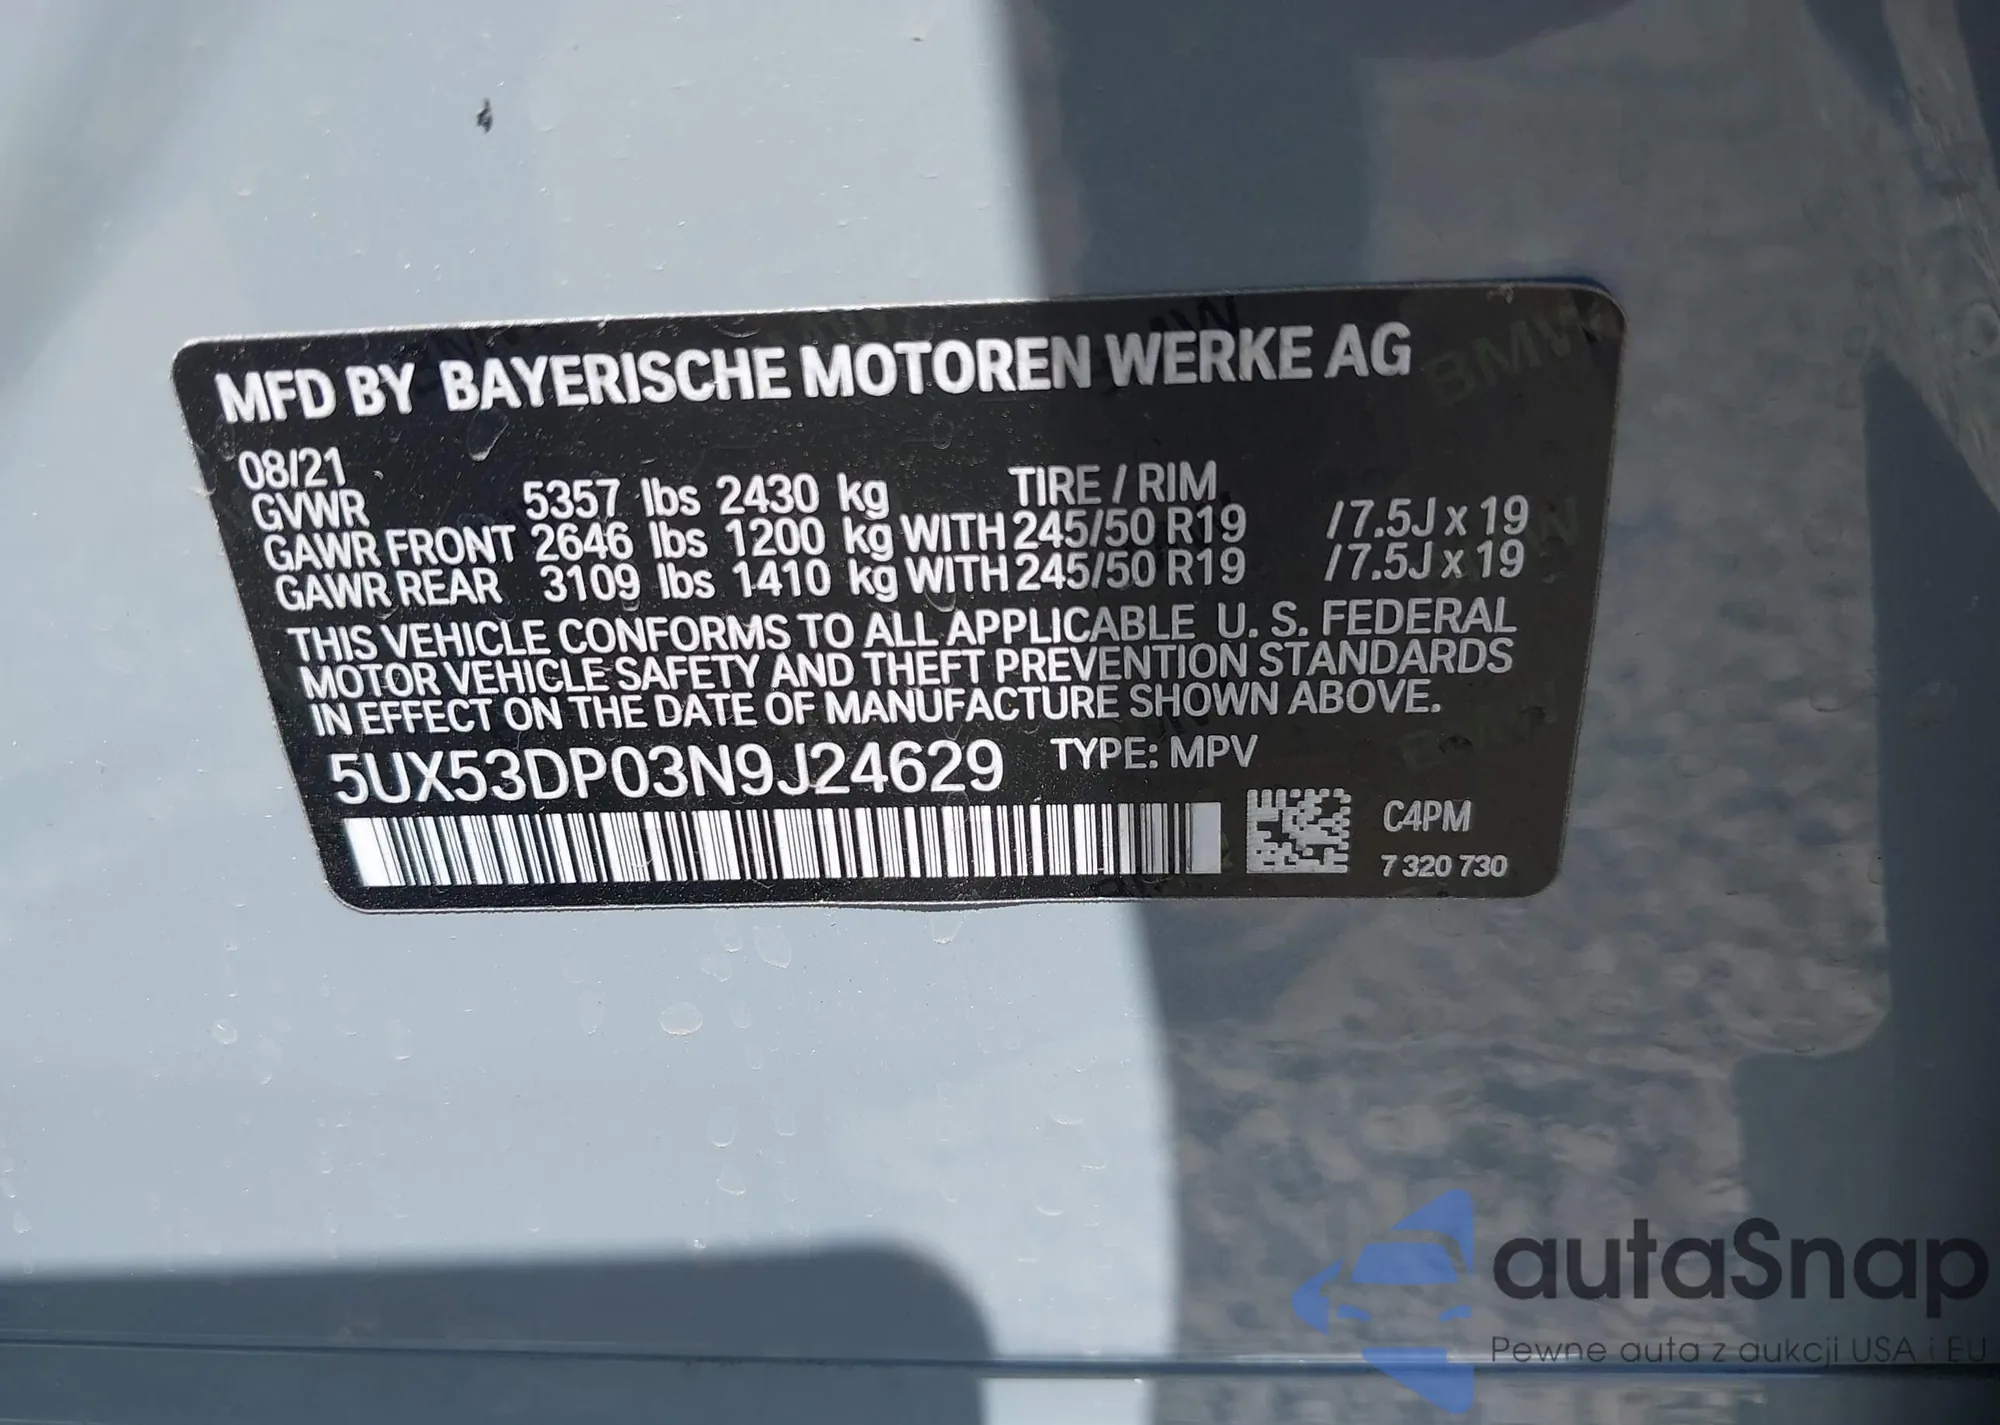 MFD BY BAYERISCHE MOTOREN WERKE AG
08/21
GVWR 5357 lbs 2430 kg TIRE / RIM
GAWR FRONT 2646 lbs 1200 kg WITH 245/50 R19 /7.5J x 19
GAWR REAR 3109 lbs 1410 kg WITH 245/50 R19 /7.5J x 19
THIS VEHICLE CONFORMS TO ALL APPLICABLE U. S. FEDERAL
MOTOR VEHICLE SAFETY AND THEFT PREVENTION STANDARDS
IN EFFECT ON THE DATE OF MANUFACTURE SHOWN ABOVE.
5UX53DP03N9J24629 TYPE: MPV
C4PM
7 320 730
autaSnap
Pewne auta z aukcji USA i EU